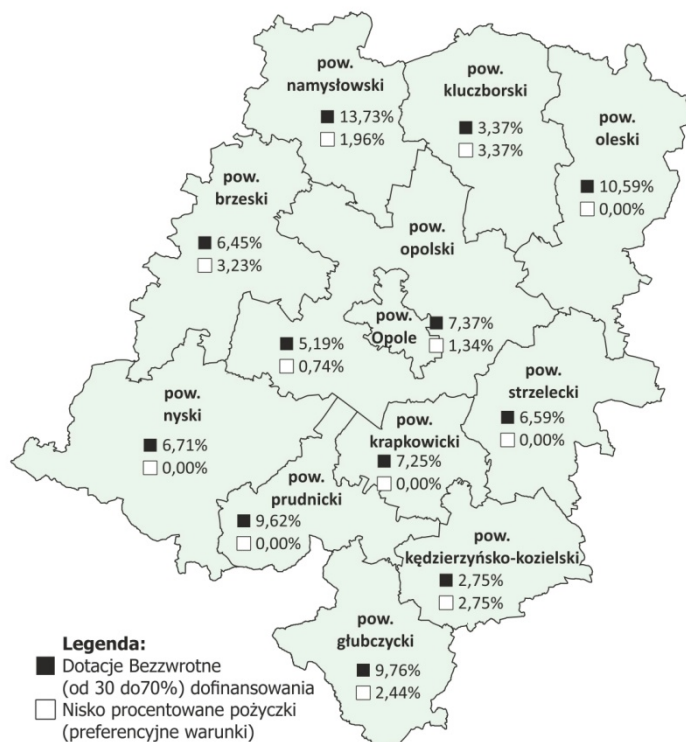 pow.
namysłowski
13,73%
1,96%
pow.
kluczborski
3,37%
3,37%
pow.
oleski
10,59%
0,00%
pow.
brzeski
6,45%
3,23%
pow.
opolski
5,19%
0,74%
pow.
Opole
7,37%
1,34%
pow.
strzelecki
6,59%
0,00%
pow.
nyski
6,71%
0,00%
pow.
krapkowicki
7,25%
0,00%
pow.
prudnicki
9,62%
0,00%
pow.
kędzierzyńsko-kozielski
2,75%
2,75%
pow.
głubczycki
9,76%
2,44%
Legenda:
Dotacje Bezzwrotne
(od 30 do70%) dofinansowania
Nisko procentowane pożyczki
(preferencyjne warunki)